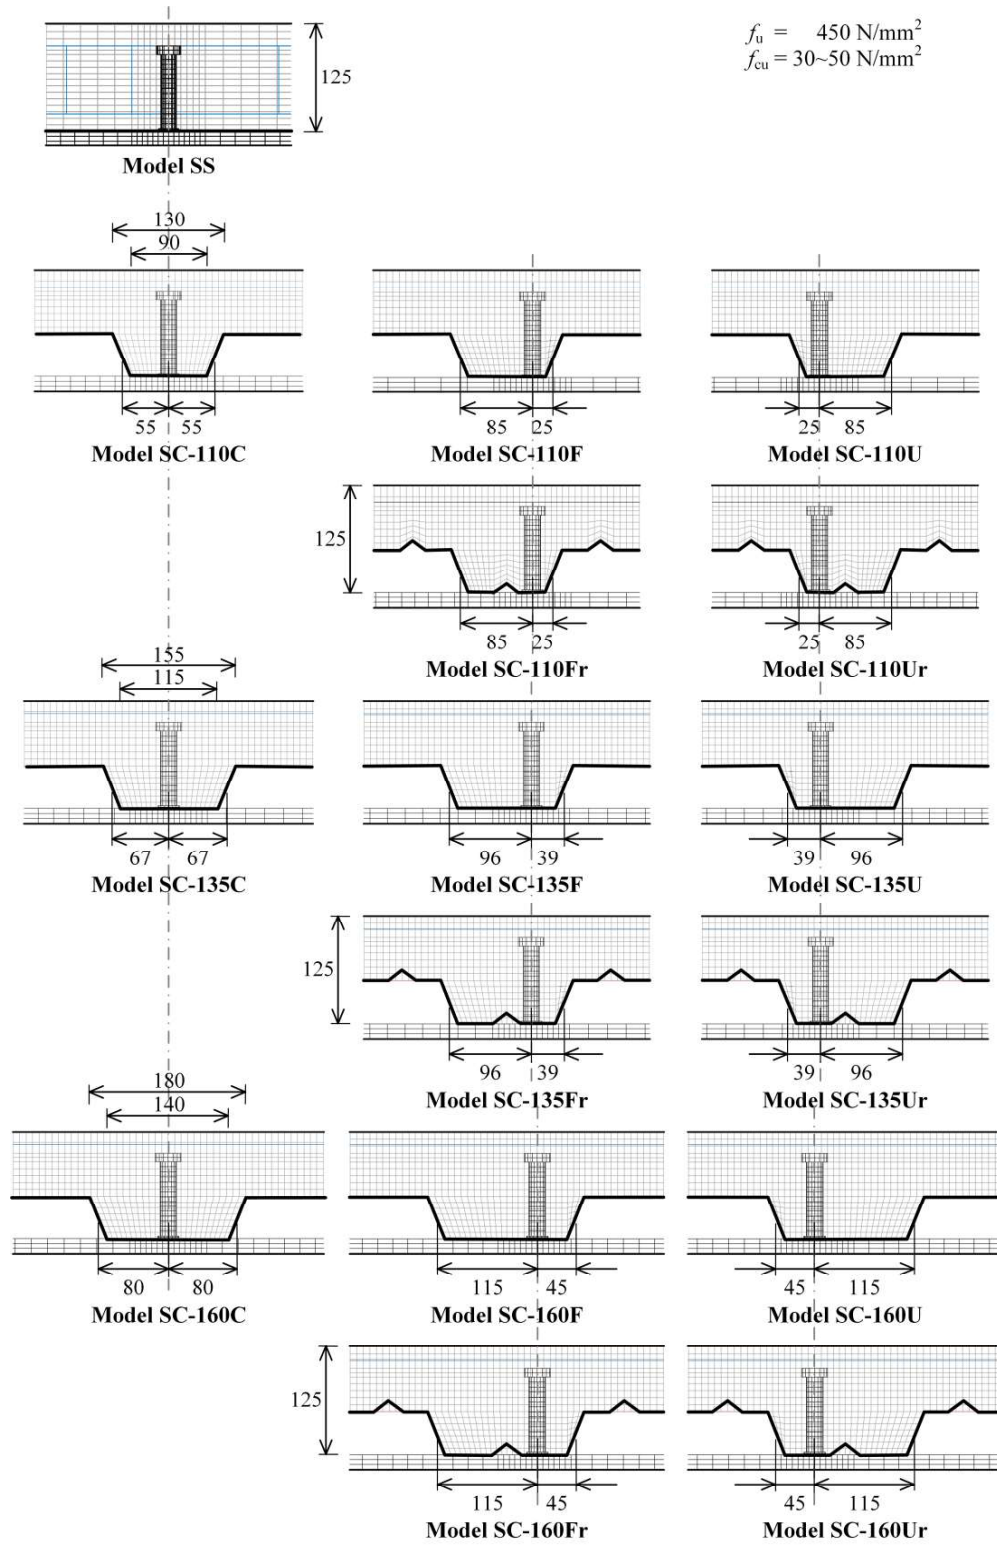 fu = 450 N/mm²
fcu = 30~50 N/mm²
125
Model SS
130
90
55 55
85 25
25 85
Model SC-110C
Model SC-110F
Model SC-110U
125
85 25
25 85
Model SC-110Fr
Model SC-110Ur
155
115
67 67
96 39
39 96
Model SC-135C
Model SC-135F
Model SC-135U
125
96 39
39 96
Model SC-135Fr
Model SC-135Ur
180
140
80 80
115 45
45 115
Model SC-160C
Model SC-160F
Model SC-160U
125
115 45
45 115
Model SC-160Fr
Model SC-160Ur